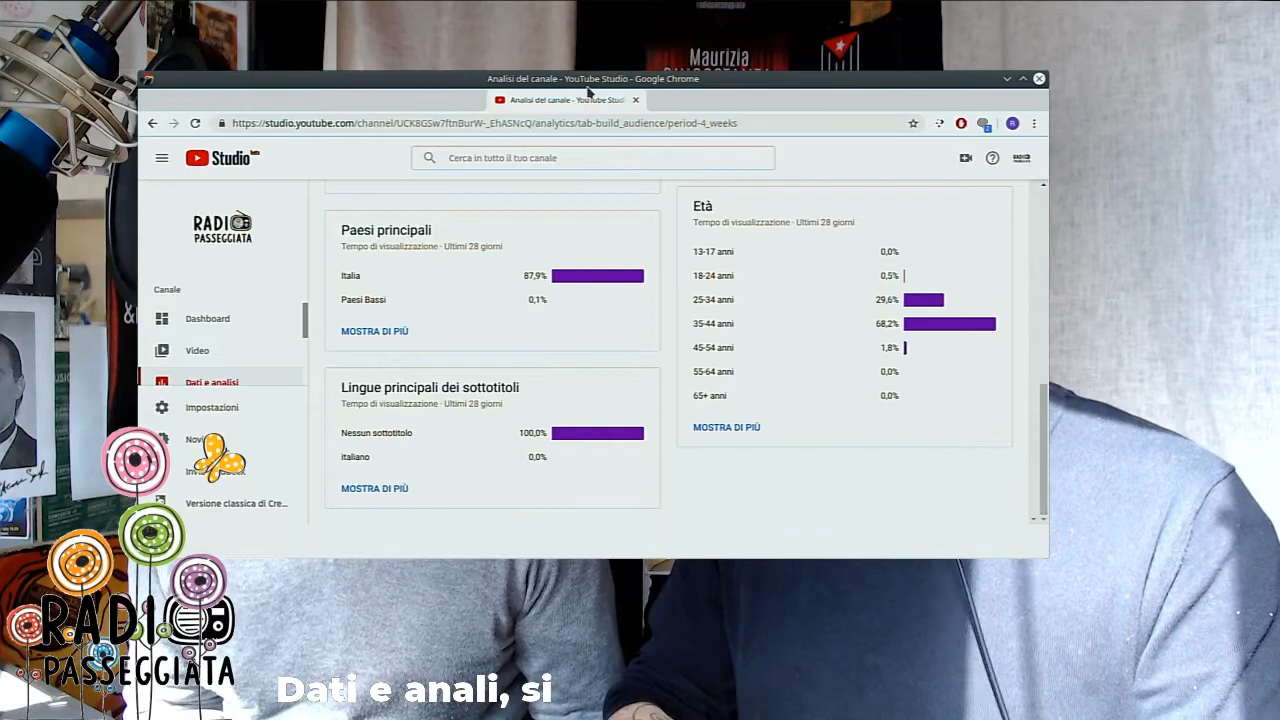 Maurizia
Analisi del canale - YouTube Studio - Google Chrome
Analisi del canale - YouTube Studi
https://studio.youtube.com/channel/UCK8GSw7ftnBurW-_EhASNcQ/analytics/tab-build_audience/period-4_weeks
Studio beta
Cerca in tutto il tuo canale
RADIO
PASSEGGIATA
Canale
Dashboard
Video
Dati e analisi
Impostazioni
Novi
Versione classica di Cre...
Paesi principali
Tempo di visualizzazione · Ultimi 28 giorni
Italia 87,9%
Paesi Bassi 0,1%
MOSTRA DI PIÙ
Lingue principali dei sottotitoli
Tempo di visualizzazione · Ultimi 28 giorni
Nessun sottotitolo 100,0%
italiano 0,0%
MOSTRA DI PIÙ
Età
Tempo di visualizzazione · Ultimi 28 giorni
13-17 anni 0,0%
18-24 anni 0,5%
25-34 anni 29,6%
35-44 anni 68,2%
45-54 anni 1,8%
55-64 anni 0,0%
65+ anni 0,0%
MOSTRA DI PIÙ
RADIO
PASSEGGIATA
Dati e anali, si